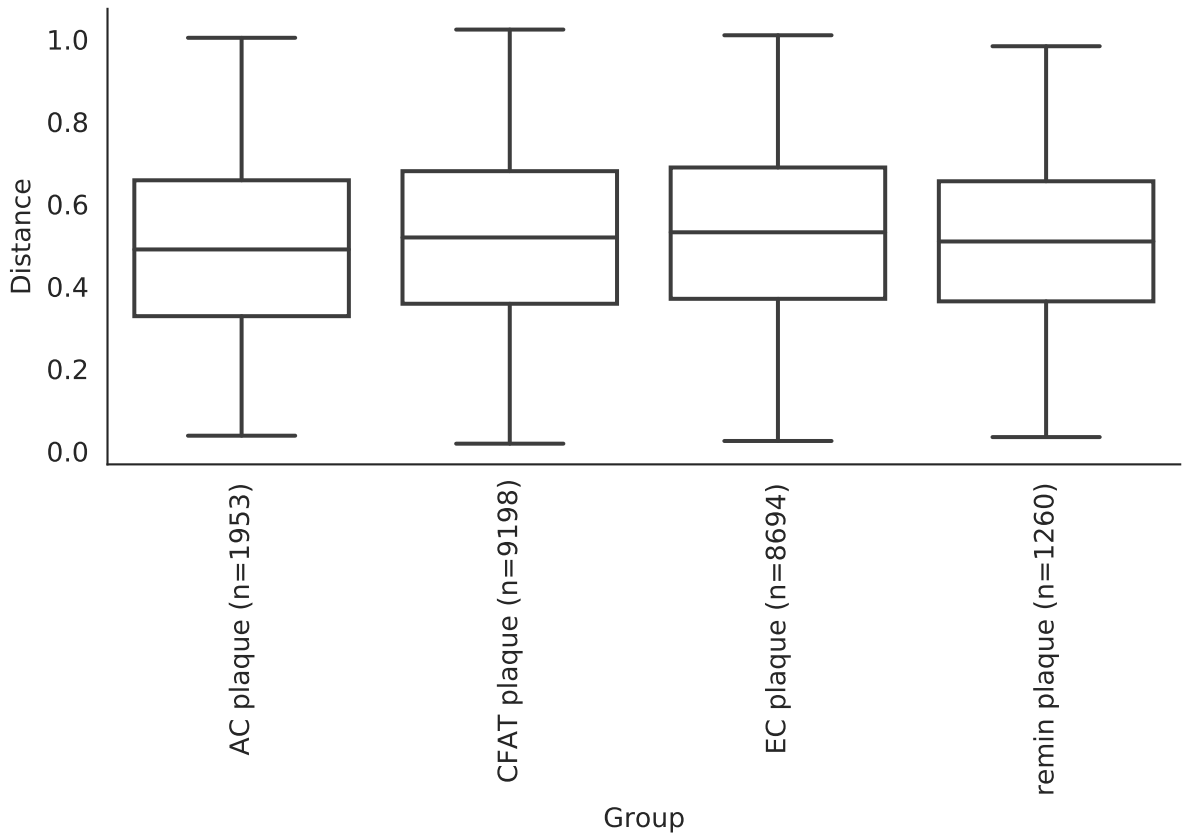 1.0
0.8
0.6
0.4
0.2
0.0
Distance
AC plaque (n=1953)
CFAT plaque (n=9198)
EC plaque (n=8694)
remin plaque (n=1260)
Group